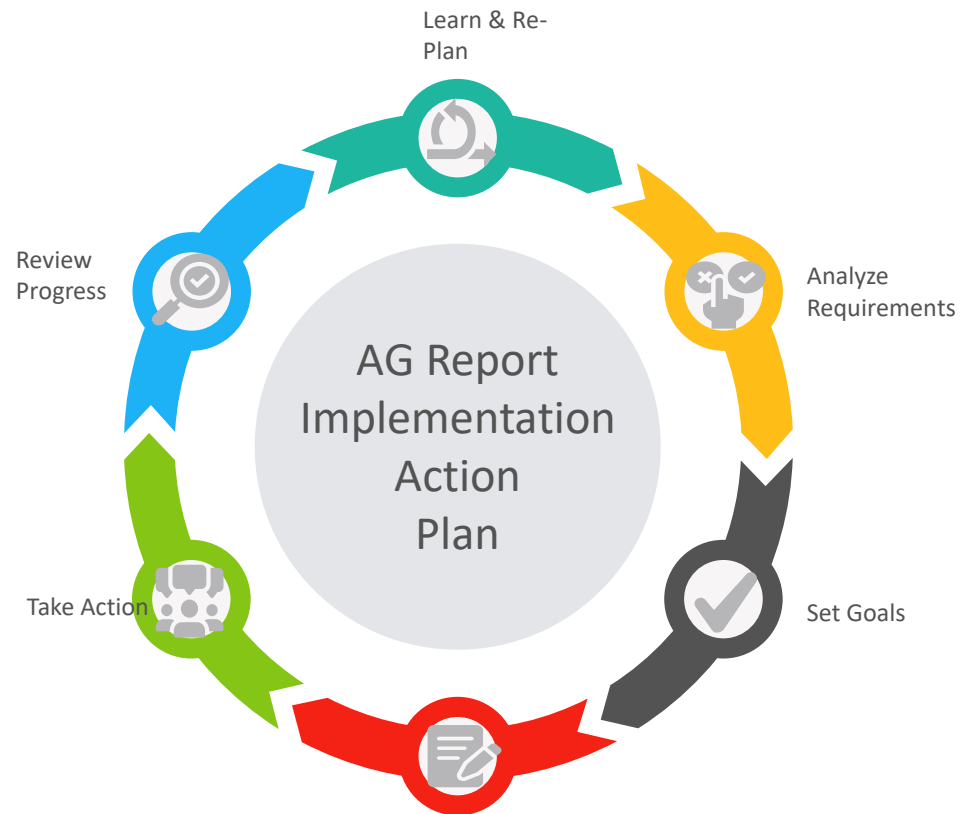 Learn & Re-
Plan
Review
Progress
Analyze
Requirements
AG Report
Implementation
Action
Plan
Take Action
Set Goals